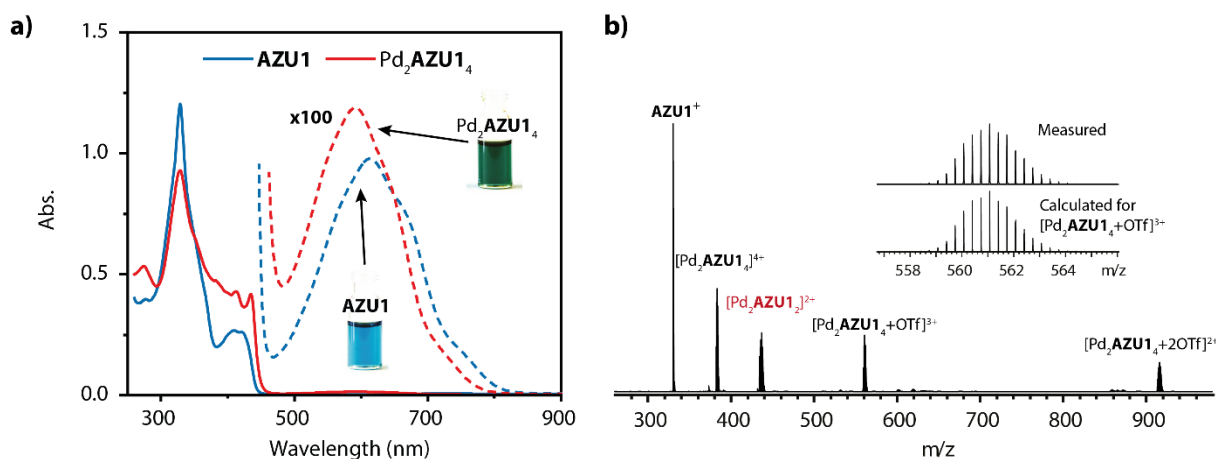 a)
AZU1
Pd₂AZU1₄
x100
Pd₂AZU1₄
AZU1
Abs.
1.5
1.0
0.5
0.0
300 500 700 900
Wavelength (nm)
b)
AZU1⁺
[Pd₂AZU1₄]⁴⁺
[Pd₂AZU1₂]²⁺
[Pd₂AZU1₄+OTf]³⁺
[Pd₂AZU1₄+2OTf]²⁺
Measured
Calculated for
[Pd₂AZU1₄+OTf]³⁺
558 560 562 564 m/z
300 400 500 600 700 800 900
m/z